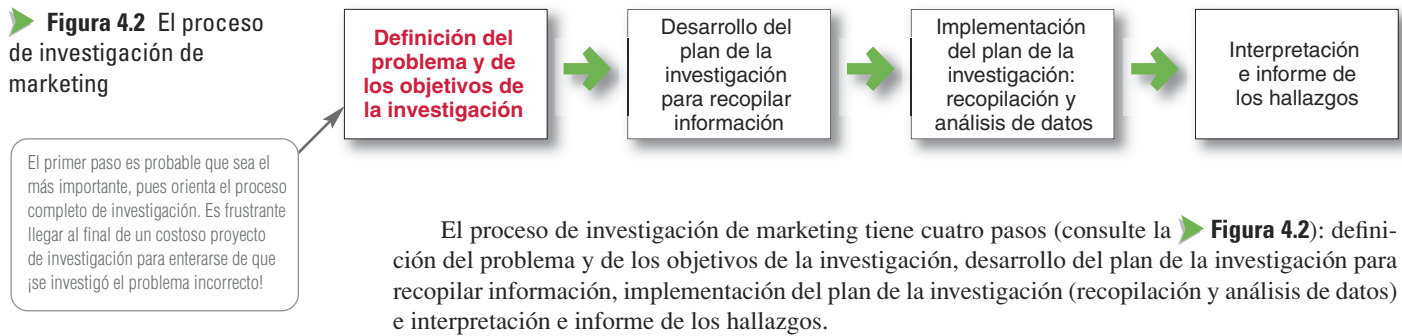 Figura 4.2 El proceso
de investigación de
marketing
El primer paso es probable que sea el
más importante, pues orienta el proceso
completo de investigación. Es frustrante
llegar al final de un costoso proyecto
de investigación para enterarse de que
¡se investigó el problema incorrecto!
Definición del
problema y de
los objetivos de
la investigación
Desarrollo del
plan de la
investigación
para recopilar
información
Implementación
del plan de la
investigación:
recopilación y
análisis de datos
Interpretación
e informe de
los hallazgos
El proceso de investigación de marketing tiene cuatro pasos (consulte la Figura 4.2): defini-
ción del problema y de los objetivos de la investigación, desarrollo del plan de la investigación para
recopilar información, implementación del plan de la investigación (recopilación y análisis de datos)
e interpretación e informe de los hallazgos.